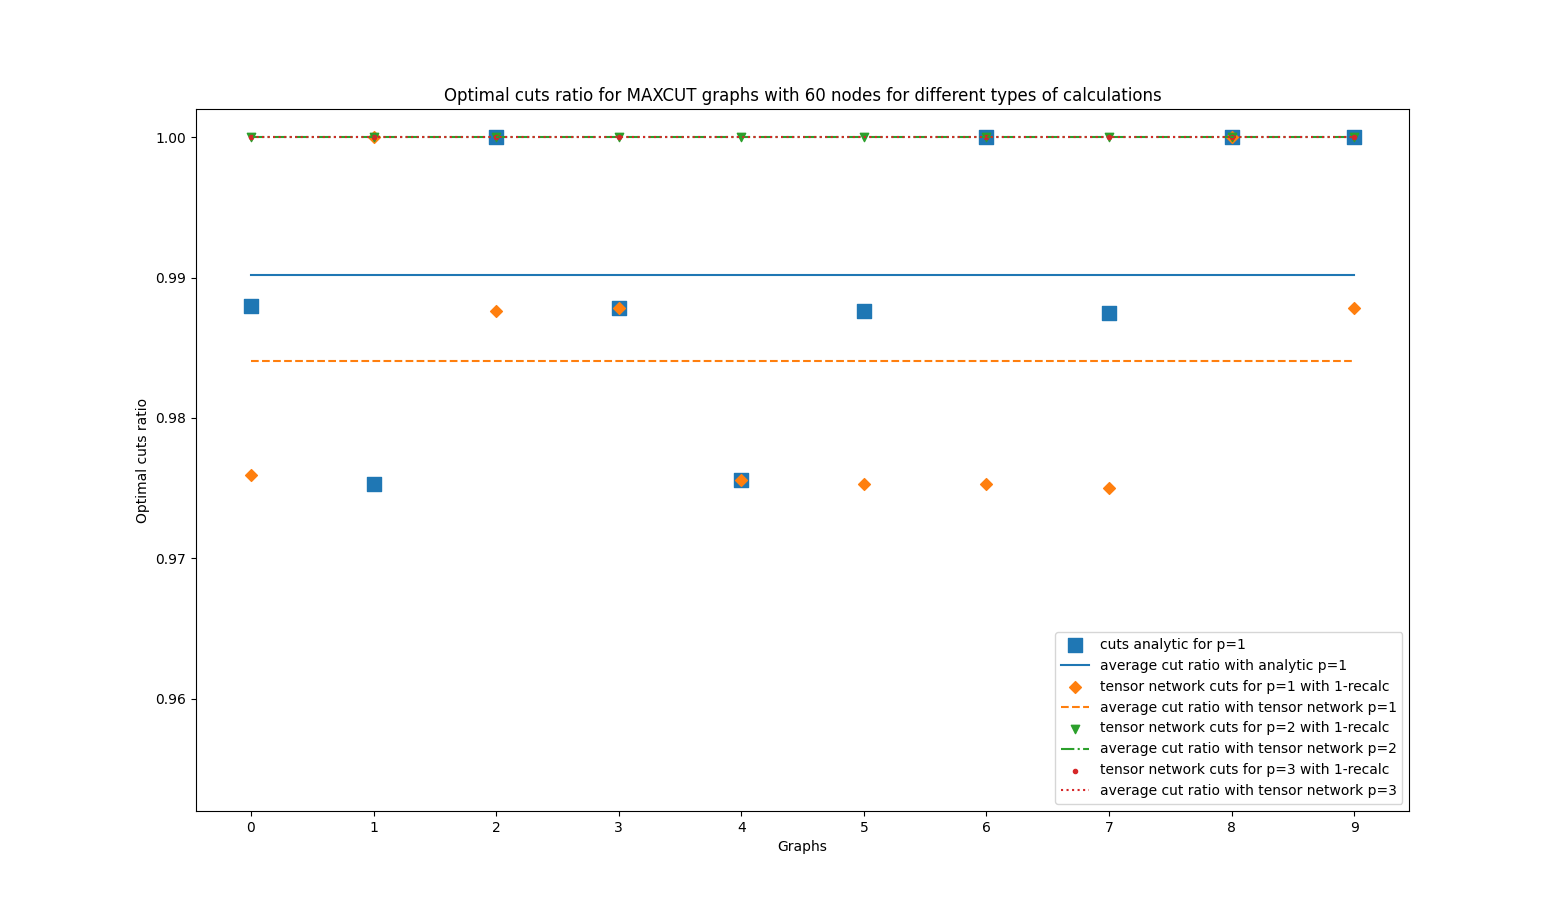 Optimal cuts ratio for MAXCUT graphs with 60 nodes for different types of calculations
1.00
0.99
0.98
0.97
0.96
Optimal cuts ratio
cuts analytic for p=1
average cut ratio with analytic p=1
tensor network cuts for p=1 with 1-recalc
average cut ratio with tensor network p=1
tensor network cuts for p=2 with 1-recalc
average cut ratio with tensor network p=2
tensor network cuts for p=3 with 1-recalc
average cut ratio with tensor network p=3
0 1 2 3 4 5 6 7 8 9
Graphs